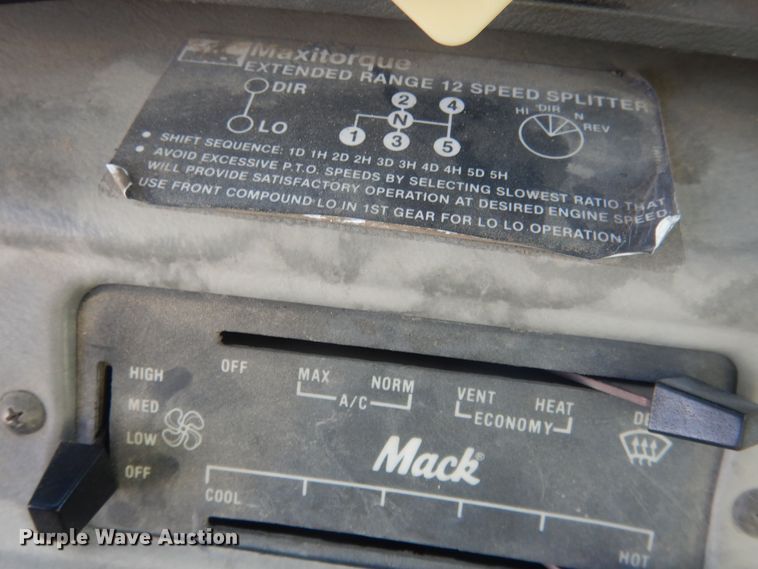 Maxitorque
EXTENDED RANGE 12 SPEED SPLITTER
DIR
LO
2 4
N
1 3 5
HI DIR N REV
• SHIFT SEQUENCE: 1D 1H 2D 2H 3D 3H 4D 4H 5D 5H
• AVOID EXCESSIVE P.T.O. SPEEDS BY SELECTING SLOWEST RATIO THAT
WILL PROVIDE SATISFACTORY OPERATION AT DESIRED ENGINE SPEED.
USE FRONT COMPOUND LO IN 1ST GEAR FOR LO LO OPERATION.
OFF
MAX NORM
A/C
VENT HEAT
ECONOMY
HIGH
MED
LOW
OFF
Mack®
COOL
HOT
Purple Wave Auction